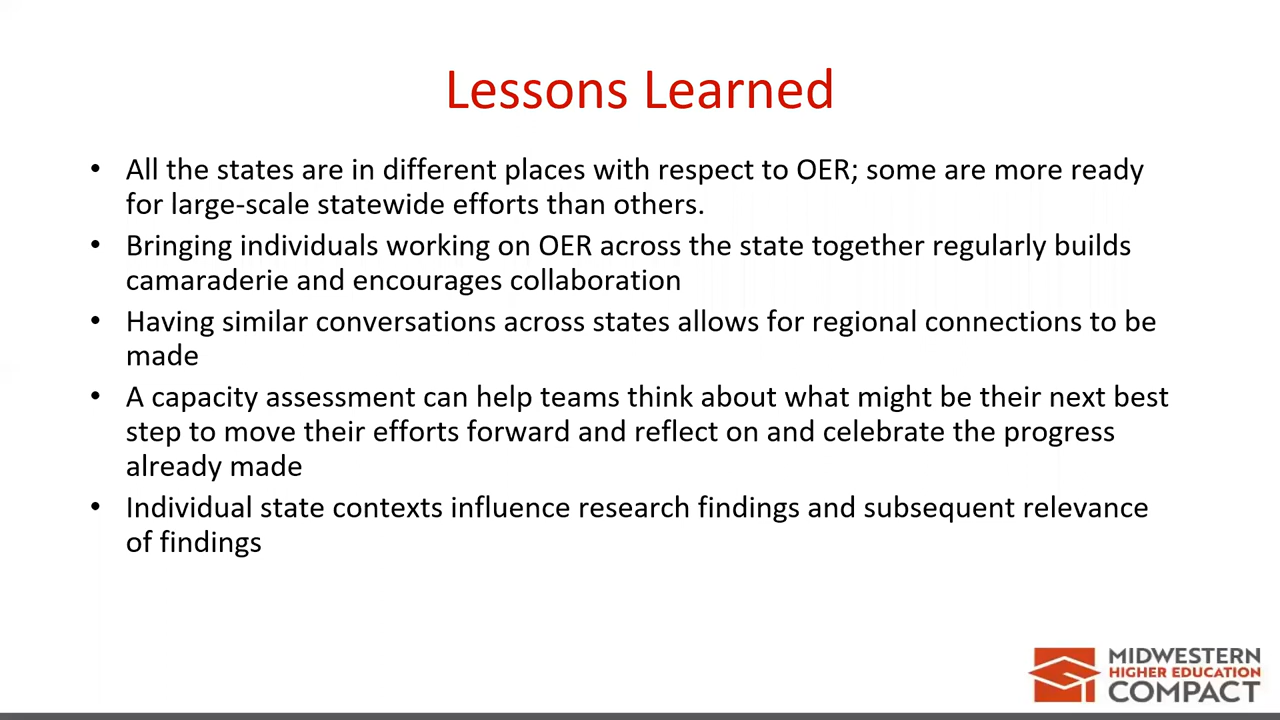 Lessons Learned
• All the states are in different places with respect to OER; some are more ready
for large-scale statewide efforts than others.
• Bringing individuals working on OER across the state together regularly builds
camaraderie and encourages collaboration
• Having similar conversations across states allows for regional connections to be
made
• A capacity assessment can help teams think about what might be their next best
step to move their efforts forward and reflect on and celebrate the progress
already made
• Individual state contexts influence research findings and subsequent relevance
of findings
MIDWESTERN
HIGHER EDUCATION
COMPACT